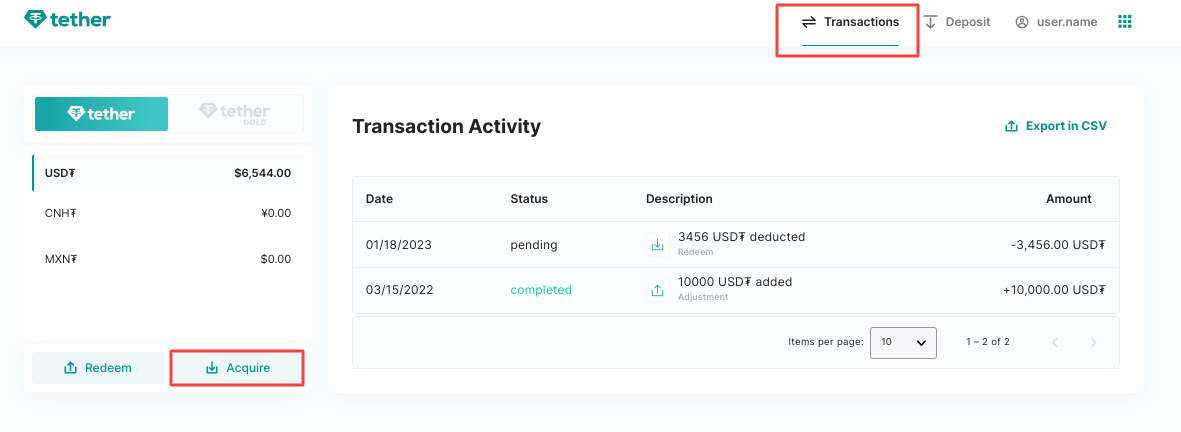 tether
Transactions
Deposit
user.name
tether
tether
GOLD
USD₮
$6,544.00
CNH₮
¥0.00
MXN₮
$0.00
Redeem
Acquire
Transaction Activity
Export in CSV
Date Status Description Amount
01/18/2023 pending 3456 USD₮ deducted -3,456.00 USD₮
Redeem
03/15/2022 completed 10000 USD₮ added +10,000.00 USD₮
Adjustment
Items per page: 10 1 – 2 of 2